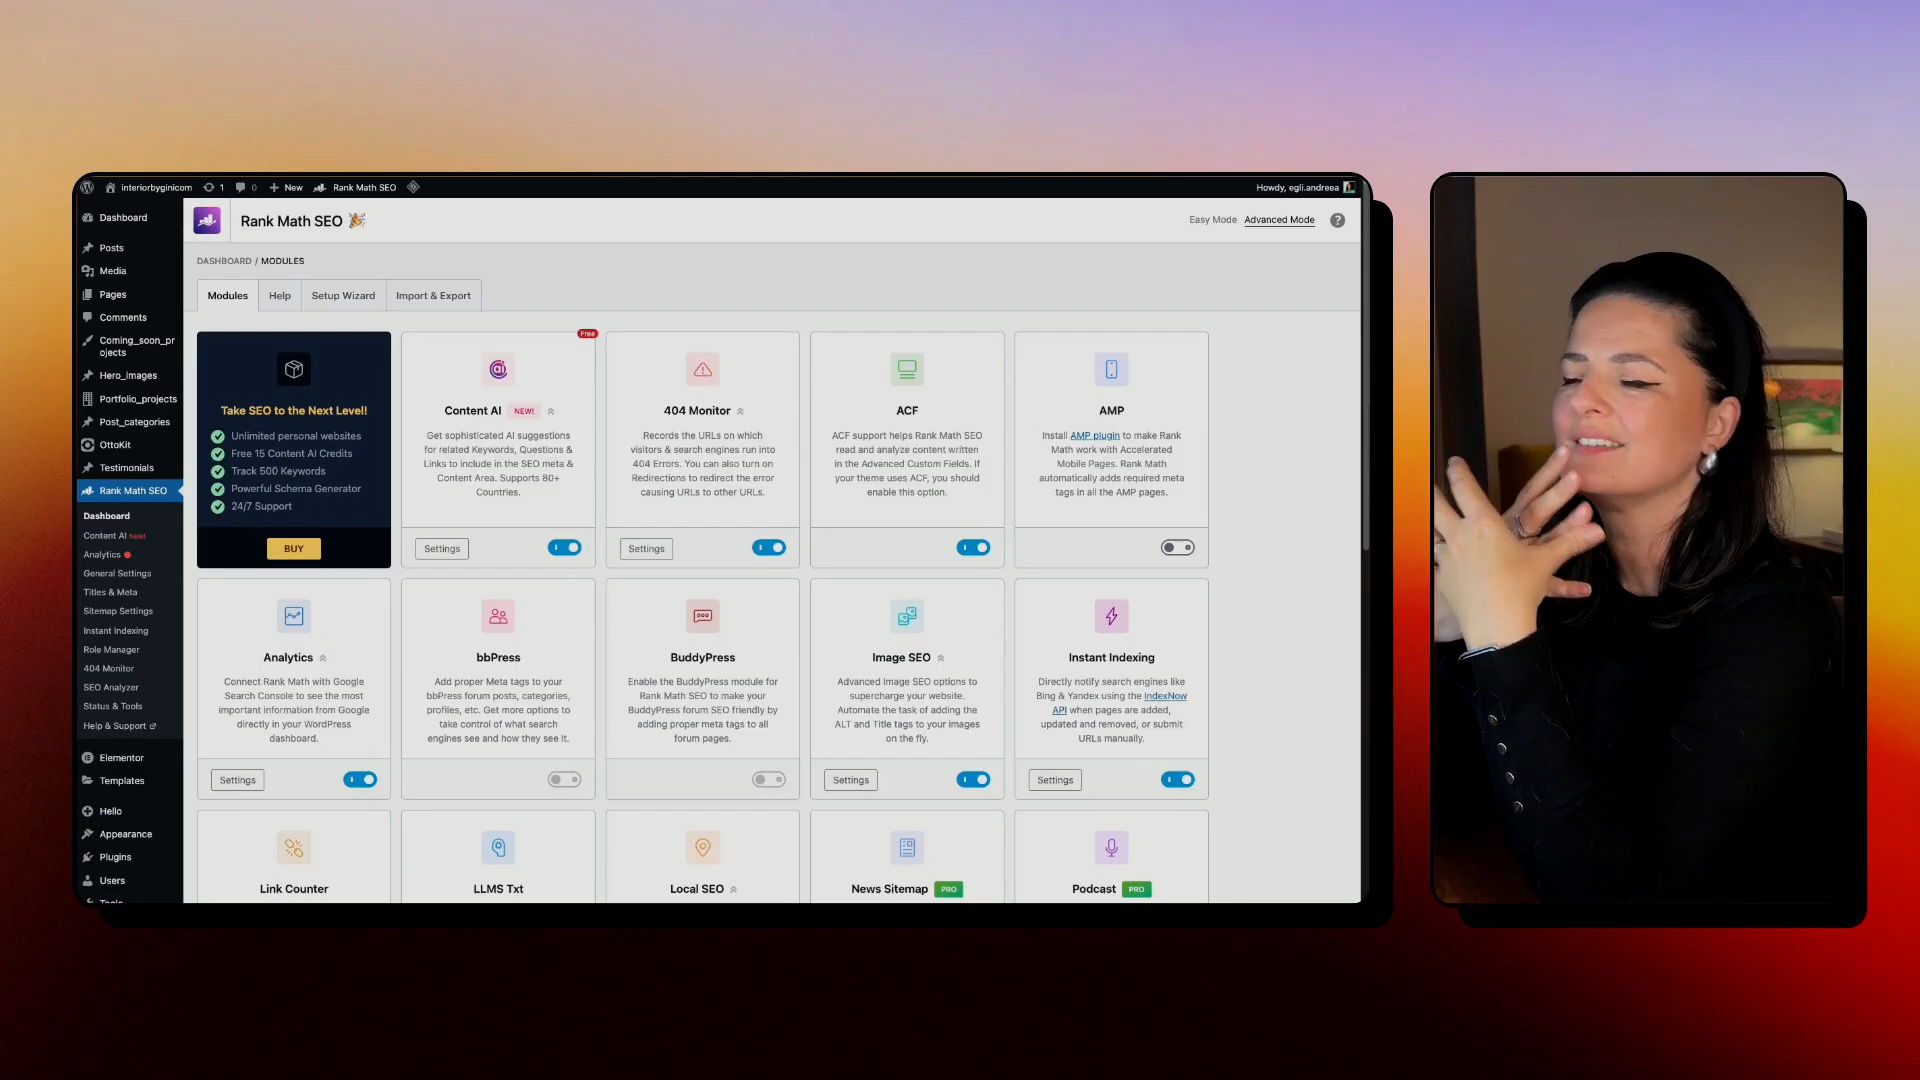 interiorbyginicom
1
0
New
Rank Math SEO
Howdy, egli.andreea
Dashboard
Posts
Media
Pages
Comments
Coming_soon_pr
ojects
Hero_images
Portfolio_projects
Post_categories
OttoKit
Testimonials
Rank Math SEO
Dashboard
Content AI New!
Analytics
General Settings
Titles & Meta
Sitemap Settings
Instant Indexing
Role Manager
404 Monitor
SEO Analyzer
Status & Tools
Help & Support
Elementor
Templates
Hello
Appearance
Plugins
Users
Rank Math SEO
Easy Mode
Advanced Mode
?
DASHBOARD / MODULES
Modules
Help
Setup Wizard
Import & Export
Take SEO to the Next Level!
Unlimited personal websites
Free 15 Content AI Credits
Track 500 Keywords
Powerful Schema Generator
24/7 Support
BUY
Free
Content AI NEW!
Get sophisticated AI suggestions
for related Keywords, Questions &
Links to include in the SEO meta &
Content Area. Supports 80+
Countries.
Settings
404 Monitor
Records the URLs on which
visitors & search engines run into
404 Errors. You can also turn on
Redirections to redirect the error
causing URLs to other URLs.
Settings
ACF
ACF support helps Rank Math SEO
read and analyze content written
in the Advanced Custom Fields. If
your theme uses ACF, you should
enable this option.
AMP
Install AMP plugin to make Rank
Math work with Accelerated
Mobile Pages. Rank Math
automatically adds required meta
tags in all the AMP pages.
Analytics
Connect Rank Math with Google
Search Console to see the most
important information from Google
directly in your WordPress
dashboard.
Settings
bbPress
Add proper Meta tags to your
bbPress forum posts, categories,
profiles, etc. Get more options to
take control of what search
engines see and how they see it.
BuddyPress
Enable the BuddyPress module for
Rank Math SEO to make your
BuddyPress forum SEO friendly by
adding proper meta tags to all
forum pages.
Image SEO
Advanced Image SEO options to
supercharge your website.
Automate the task of adding the
ALT and Title tags to your images
on the fly.
Settings
Instant Indexing
Directly notify search engines like
Bing & Yandex using the IndexNow
API when pages are added,
updated and removed, or submit
URLs manually.
Settings
Link Counter
LLMS Txt
Local SEO
News Sitemap PRO
Podcast PRO